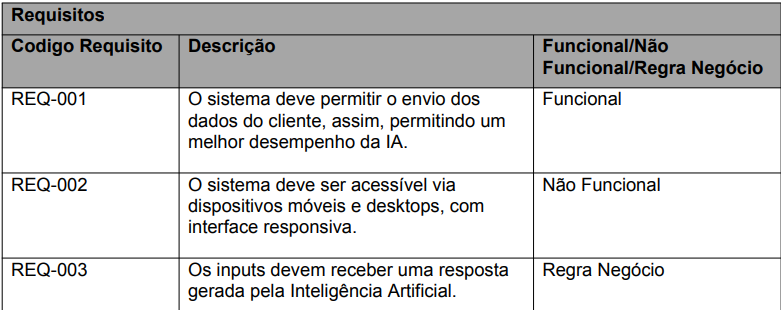 Requisitos
Codigo Requisito Descrição Funcional/Não
Funcional/Regra Negócio
REQ-001 O sistema deve permitir o envio dos Funcional
dados do cliente, assim, permitindo um
melhor desempenho da IA.
REQ-002 O sistema deve ser acessível via Não Funcional
dispositivos móveis e desktops, com
interface responsiva.
REQ-003 Os inputs devem receber uma resposta Regra Negócio
gerada pela Inteligência Artificial.